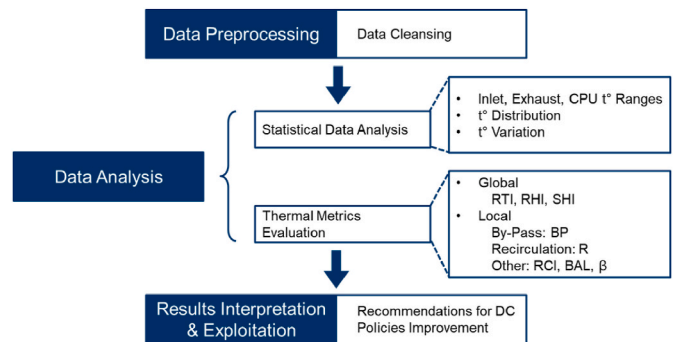 Data Preprocessing
Data Cleansing
Statistical Data Analysis
• Inlet, Exhaust, CPU t° Ranges
• t° Distribution
• t° Variation
Data Analysis
Thermal Metrics
Evaluation
• Global
RTI, RHI, SHI
• Local
By-Pass: BP
Recirculation: R
Other: RCI, BAL, β
Results Interpretation
& Exploitation
Recommendations for DC
Policies Improvement